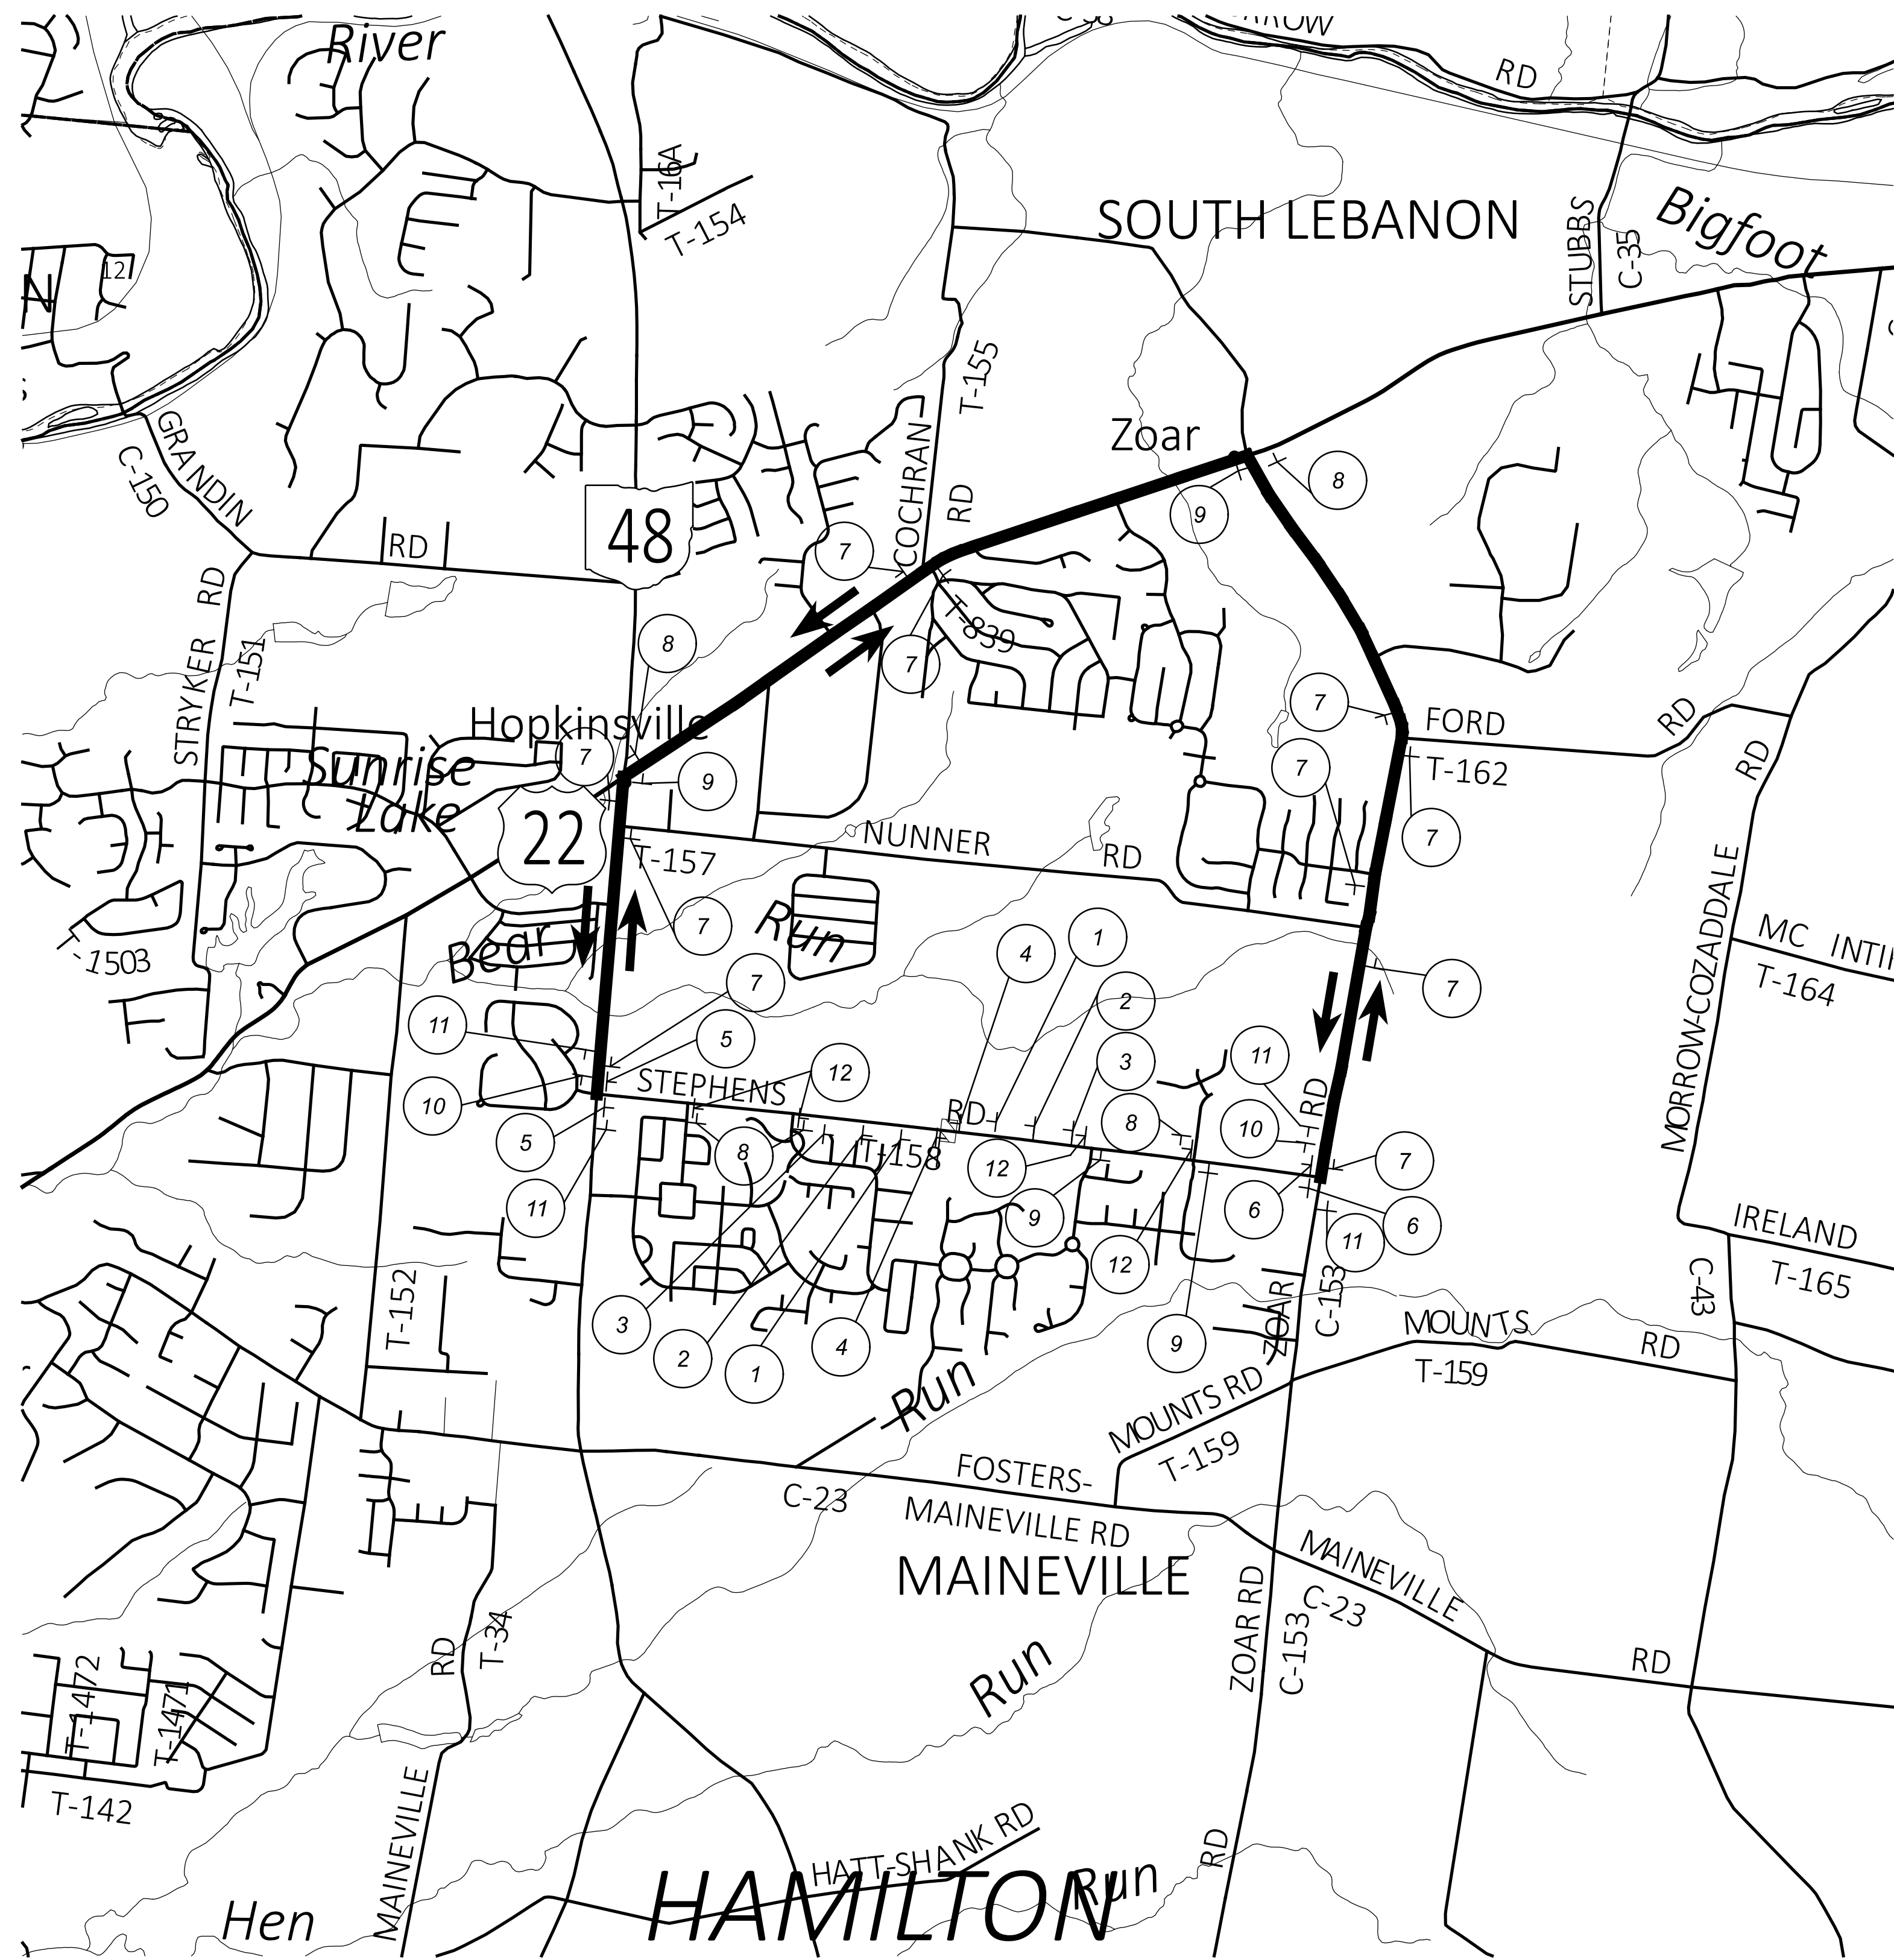 River
RD
T-16A
T-154
SOUTH LEBANON
STUBBS
C-35
Bigfoot
12
N
T-155
GRANDIN
C-150
COCHRAN
RD
Zoar
8
9
48
RD
7
STRYKER RD
T-151
T-839
7
8
Hopkinsville
7
9
7
FORD
RD
T-162
7
7
Sunrise
Lake
22
T-157
NUNNER
RD
RD
MORROW-COZADDALE
MC INTI
T-164
T-1503
Bear
7
Run
4
1
2
7
7
11
5
3
11
10
STEPHENS
12
RD
RD
5
8
T-158
12
8
10
7
11
9
12
6
6
11
IRELAND
T-165
C-43
T-152
3
2
1
4
9
ZOAR
C-153
MOUNTS
RD
T-159
Run
MOUNTS RD
T-159
FOSTERS-
C-23
MAINEVILLE RD
MAINEVILLE
MAINEVILLE
C-23
RD
ZOAR RD
C-153
RD
T-34
Run
T-1472
T-1471
T-142
MAINEVILLE
HATT-SHANK RD
RD
HAMILTON
Run
Hen